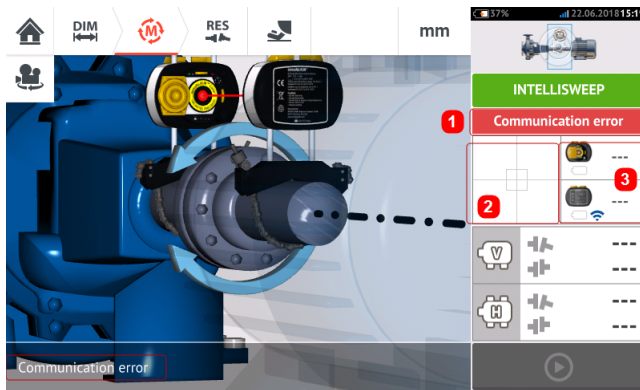 DIM
RES
mm
37%
22.06.2018 15:1
INTELLISWEEP
1
Communication error
2
3
---
---
V
---
---
H
---
---
Communication error